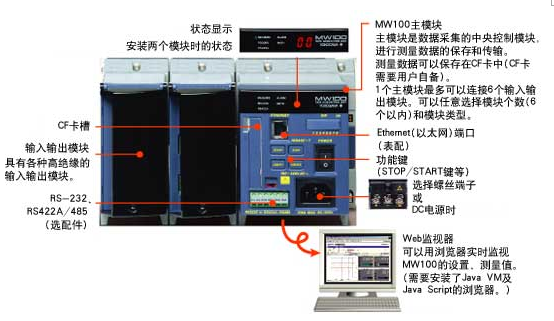 状态显示
安装两个模块时的状态
MW100
MW100主模块
主模块是数据采集的中央控制模块，
进行测量数据的保存和传输。
测量数据可以保存在CF卡中(CF卡
需要用户自备)。
1个主模块最多可以连接6个输入输
出模块。可以任意选择模块个数(6
个以内)和模块类型。
MW100
CF卡槽
Ethernet(以太网)端口
(表配)
输入输出模块
具有各种高绝缘的
输入输出模块。
功能键
(STOP/START键等)
选择螺丝端子
或
DC电源时
RS-232,
RS422A/485
(选配件)
Web监视器
可以用浏览器实时监视
MW100的设置、测量值。
(需要安装了Java VM及
Java Script的浏览器。)